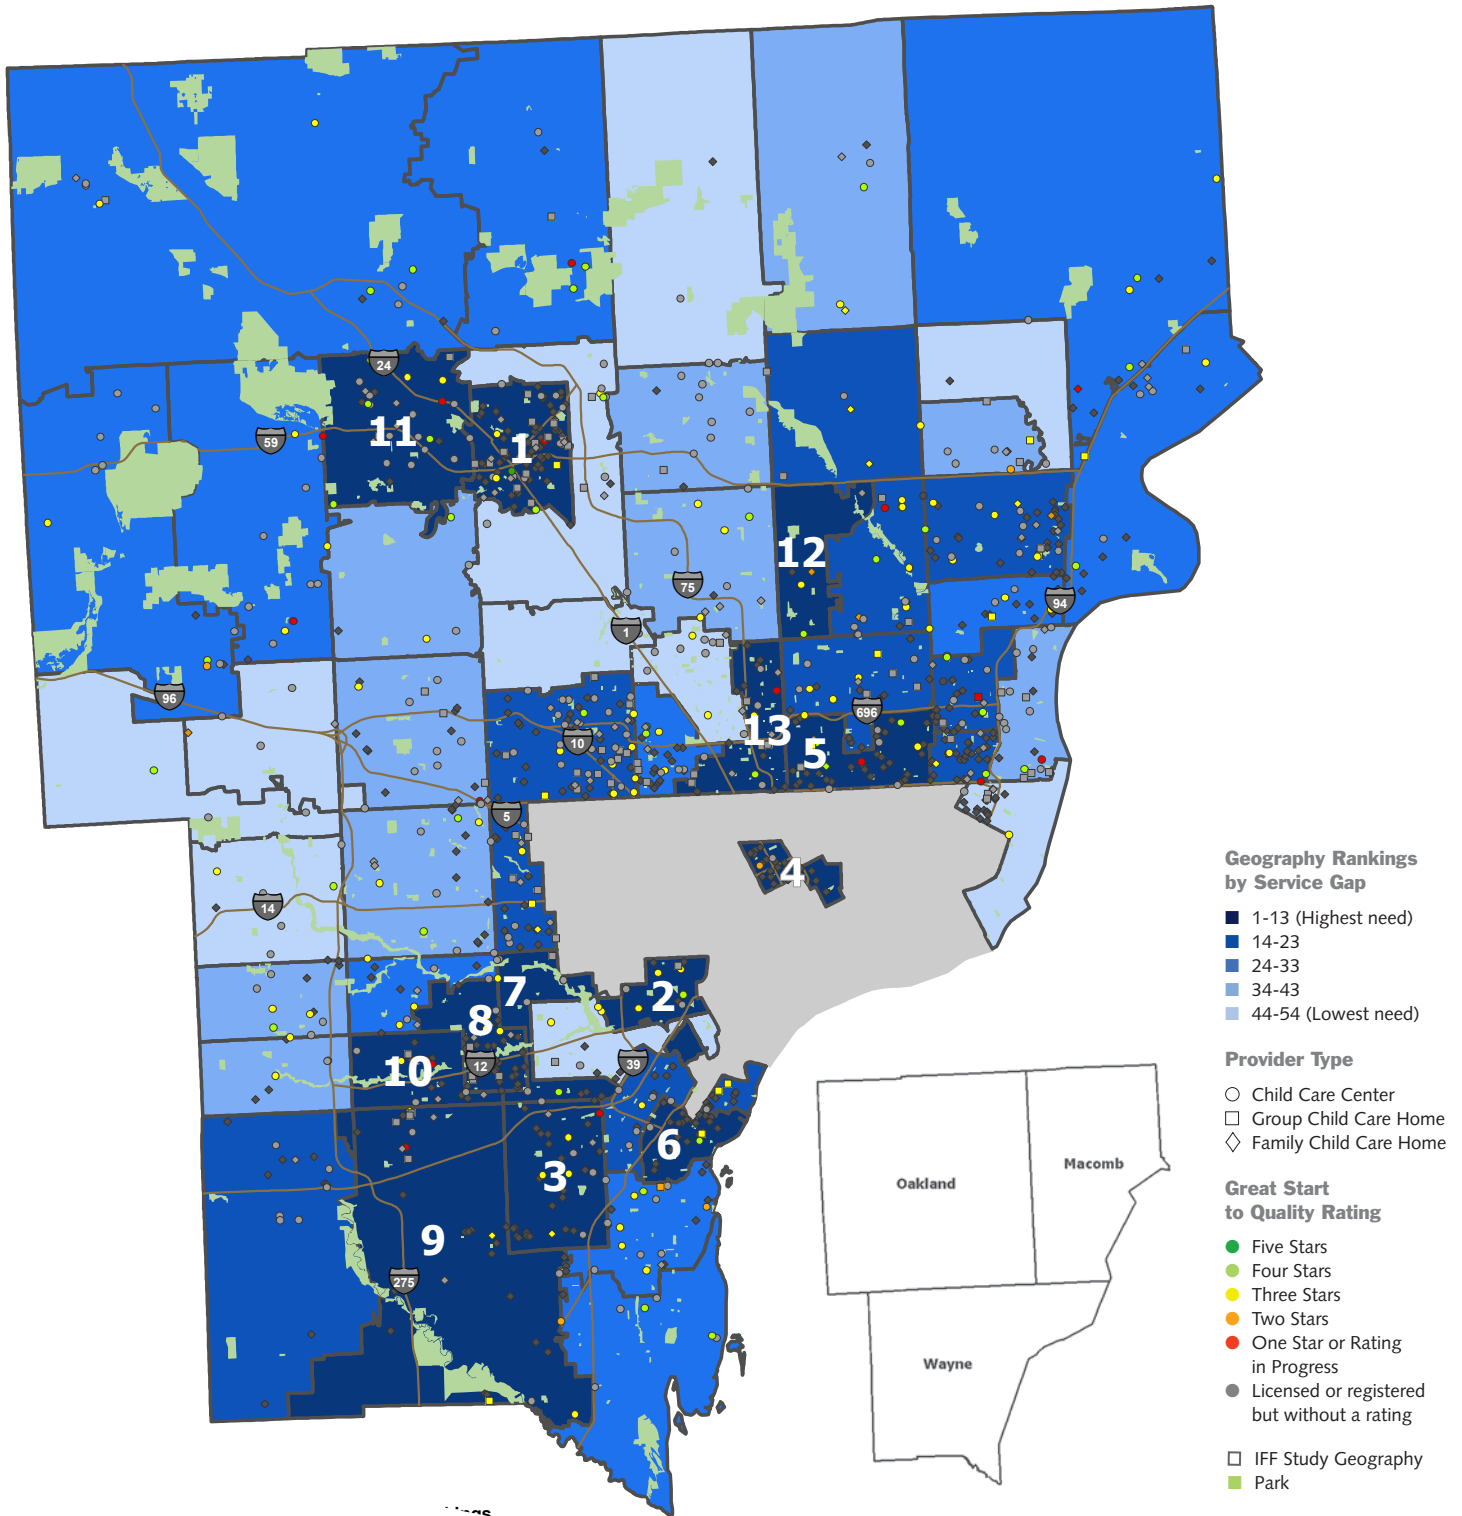 24
11
1
59
12
75
94
1
96
13
696
10
5
5
4
14
7
2
8
10
12
39
6
3
9
275
Geography Rankings
by Service Gap
1-13 (Highest need)
14-23
24-33
34-43
44-54 (Lowest need)
Provider Type
Child Care Center
Group Child Care Home
Family Child Care Home
Great Start
to Quality Rating
Five Stars
Four Stars
Three Stars
Two Stars
One Star or Rating
in Progress
Licensed or registered
but without a rating
IFF Study Geography
Park
Oakland
Macomb
Wayne